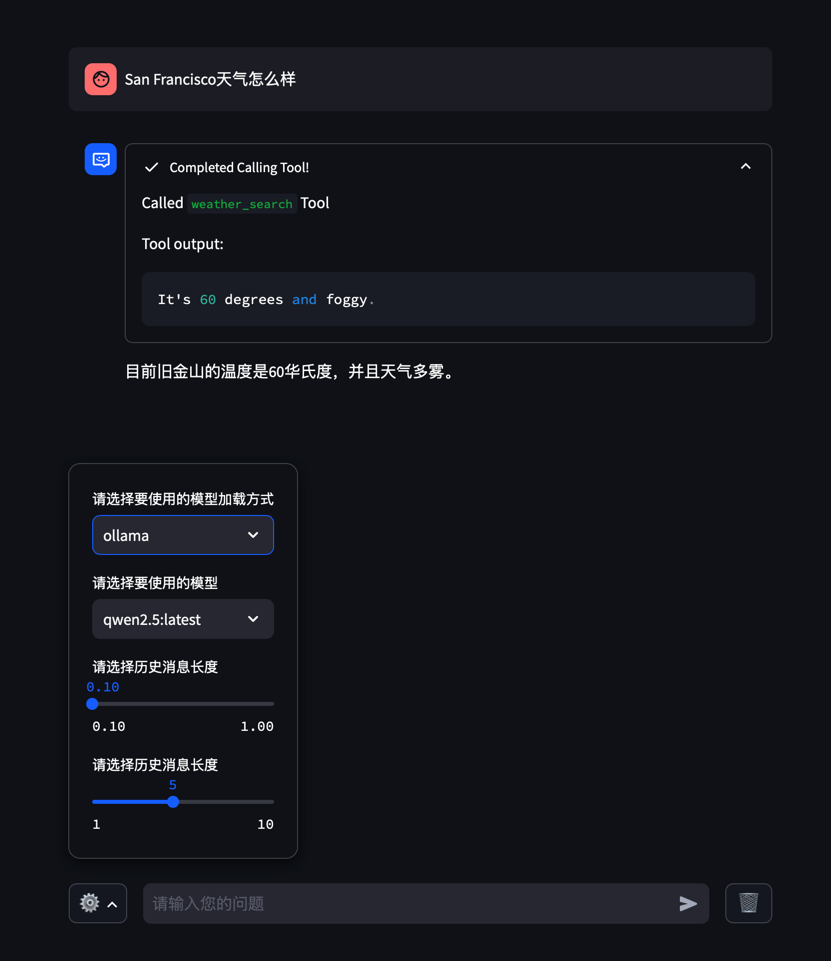 San Francisco天气怎么样
Completed Calling Tool!
Called weather_search Tool
Tool output:
It's 60 degrees and foggy.
目前旧金山的温度是60华氏度，并且天气多雾。
请选择要使用的模型加载方式
ollama
请选择要使用的模型
qwen2.5:latest
请选择历史消息长度
0.10
0.10 1.00
请选择历史消息长度
5
1 10
请输入您的问题